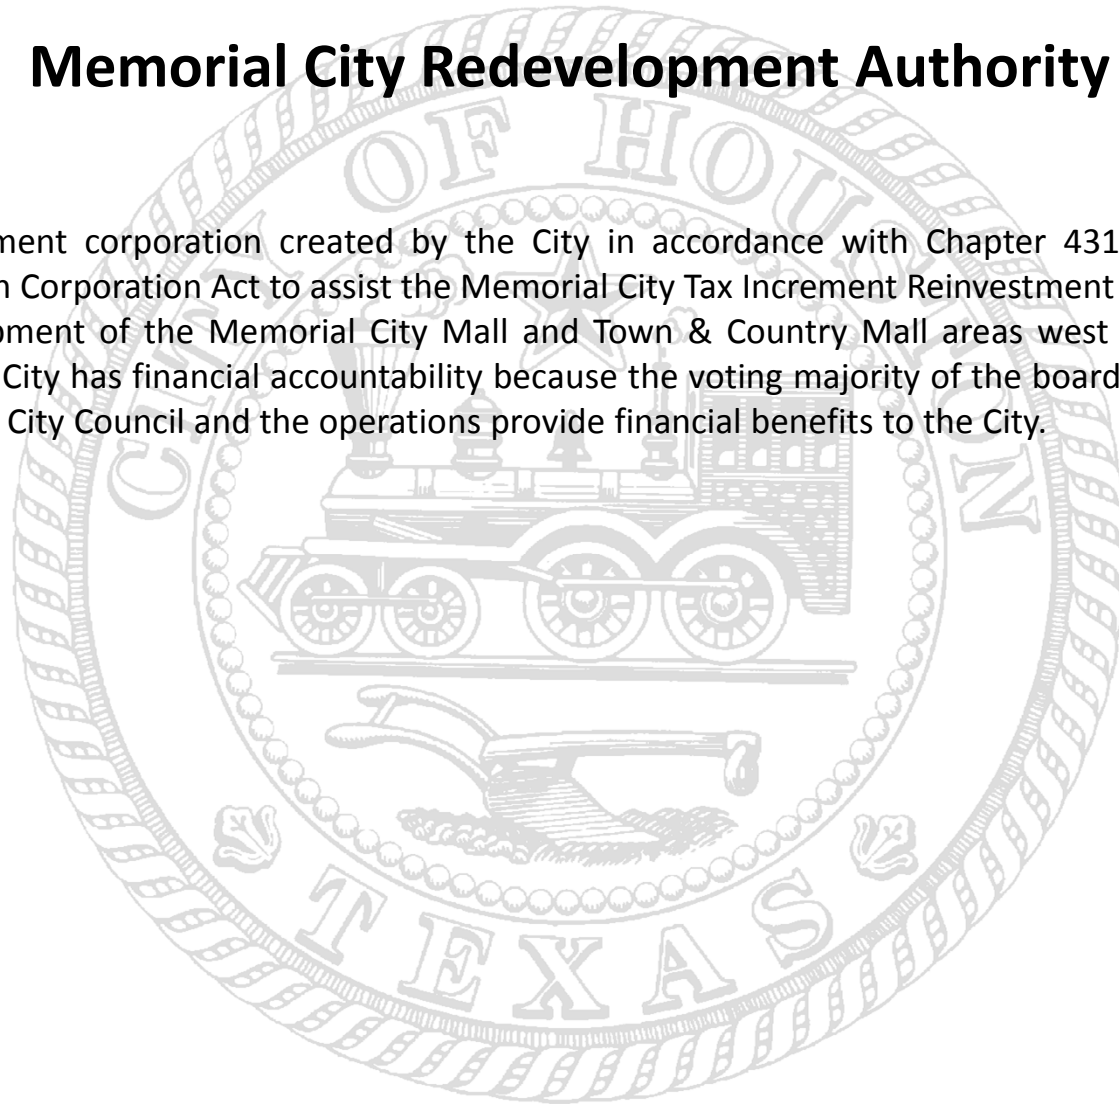 Memorial City Redevelopment Authority
ment corporation created by the City in accordance with Chapter 431
n Corporation Act to assist the Memorial City Tax Increment Reinvestment
pment of the Memorial City Mall and Town & Country Mall areas west
City has financial accountability because the voting majority of the board
City Council and the operations provide financial benefits to the City.
CITY OF HOUSTON
TEXAS